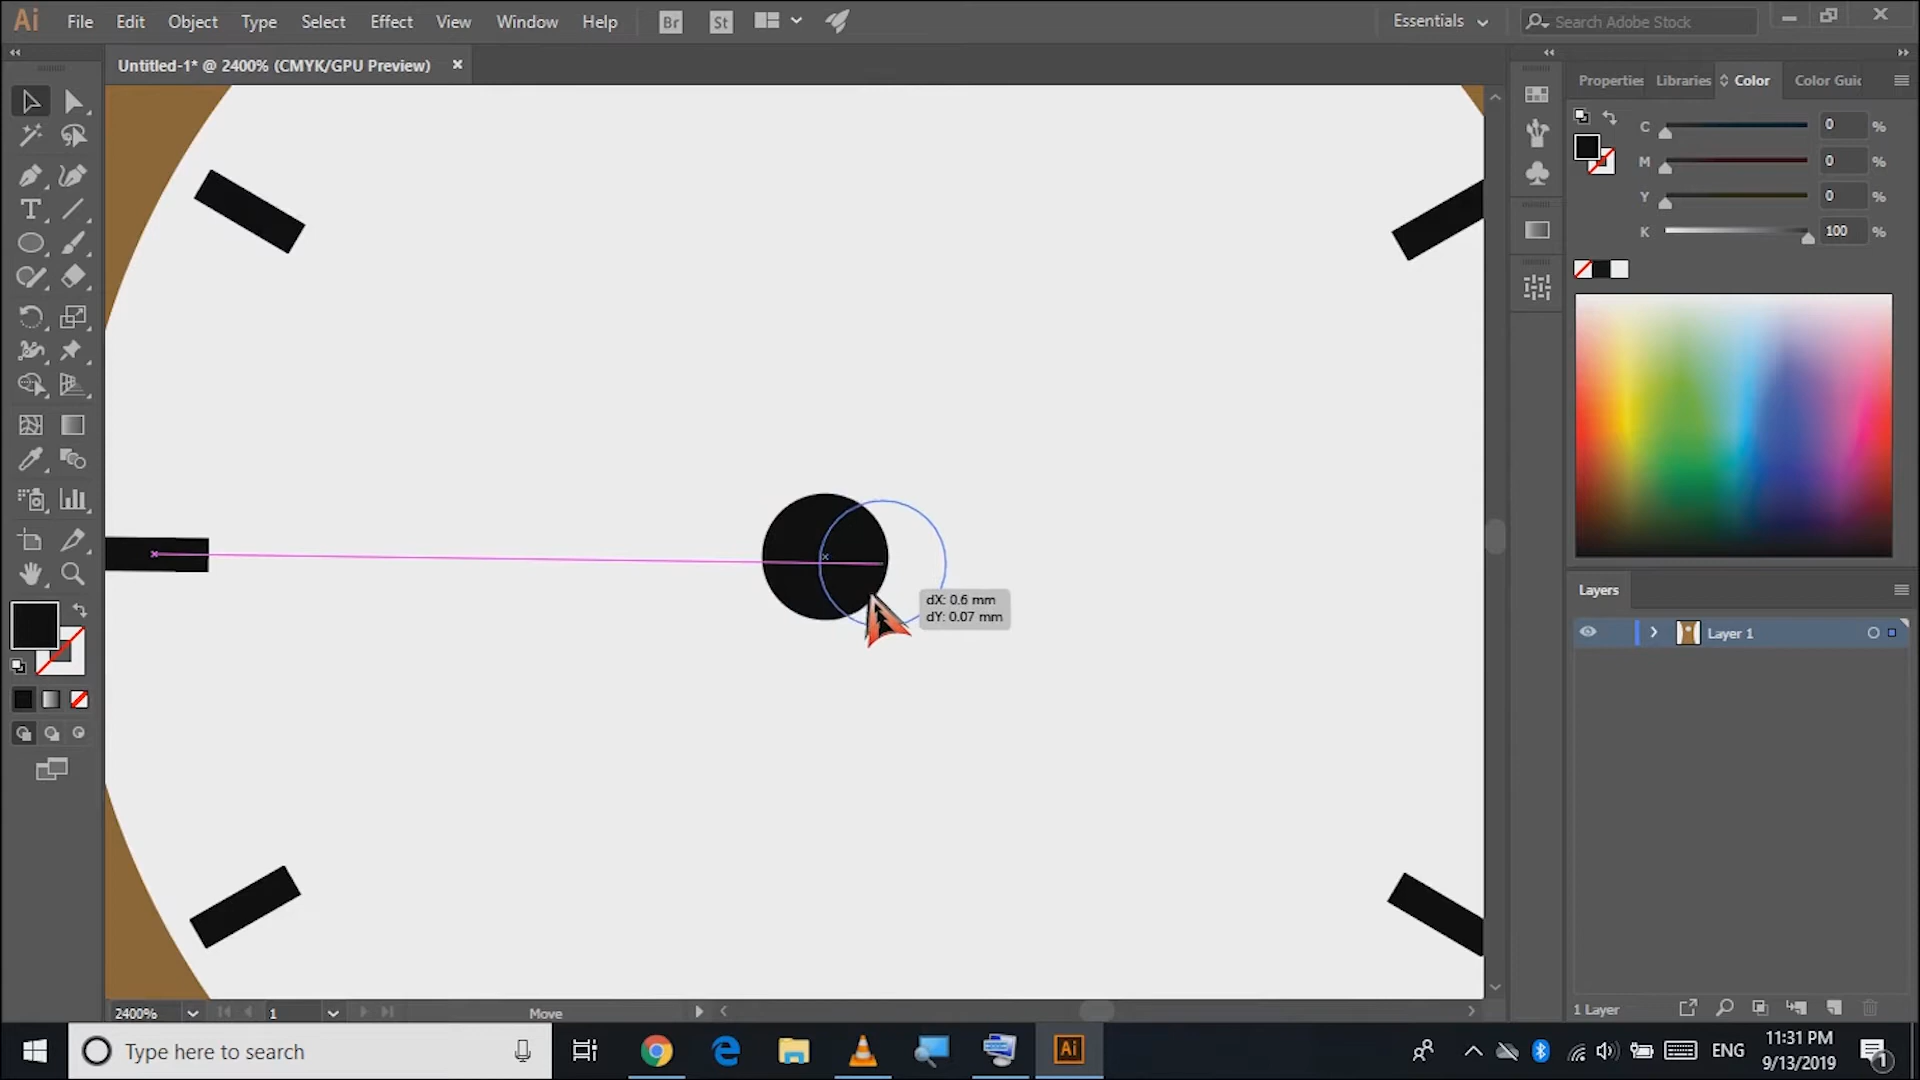 Ai File Edit Object Type Select Effect View Window Help Br St Essentials Search Adobe Stock
Untitled-1* @ 2400% (CMYK/GPU Preview)
Properties Libraries Color Color Guid
C 0 %
M 0 %
Y 0 %
K 100 %
T
dX: 0.6 mm
dY: 0.07 mm
Layers
Layer 1
2400% 1 Move
1 Layer
Type here to search
Ai
ENG
11:31 PM
9/13/2019
1